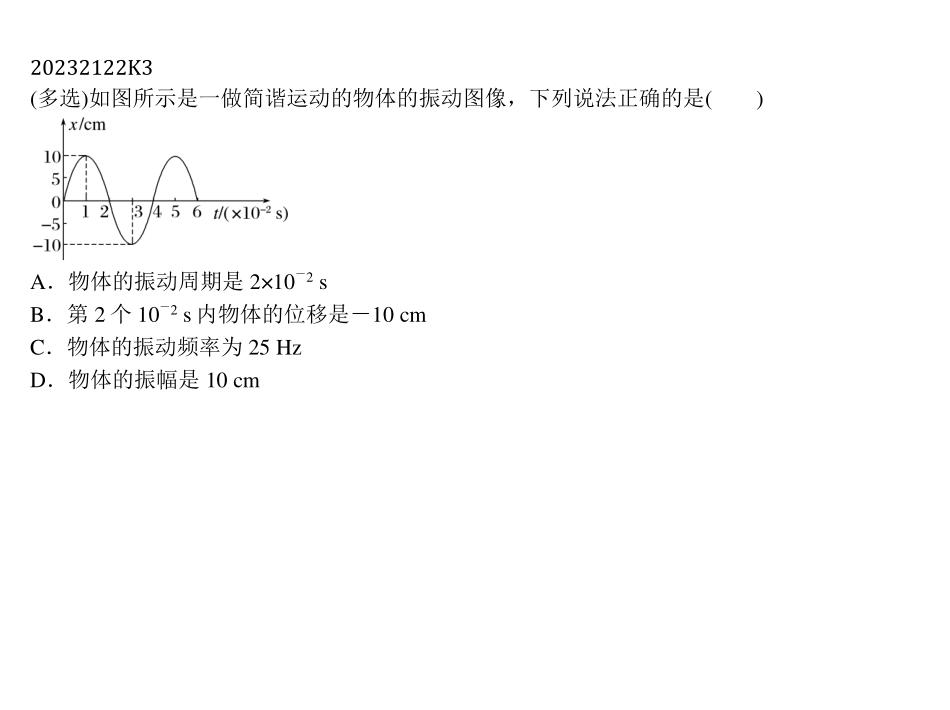 20232122K3
(多选)如图所示是一做简谐运动的物体的振动图像，下列说法正确的是(　　)
x/cm
10
5
0
1 2 3 4 5 6 t/(×10⁻² s)
−5
−10
A．物体的振动周期是 2×10⁻² s
B．第 2 个 10⁻² s 内物体的位移是－10 cm
C．物体的振动频率为 25 Hz
D．物体的振幅是 10 cm